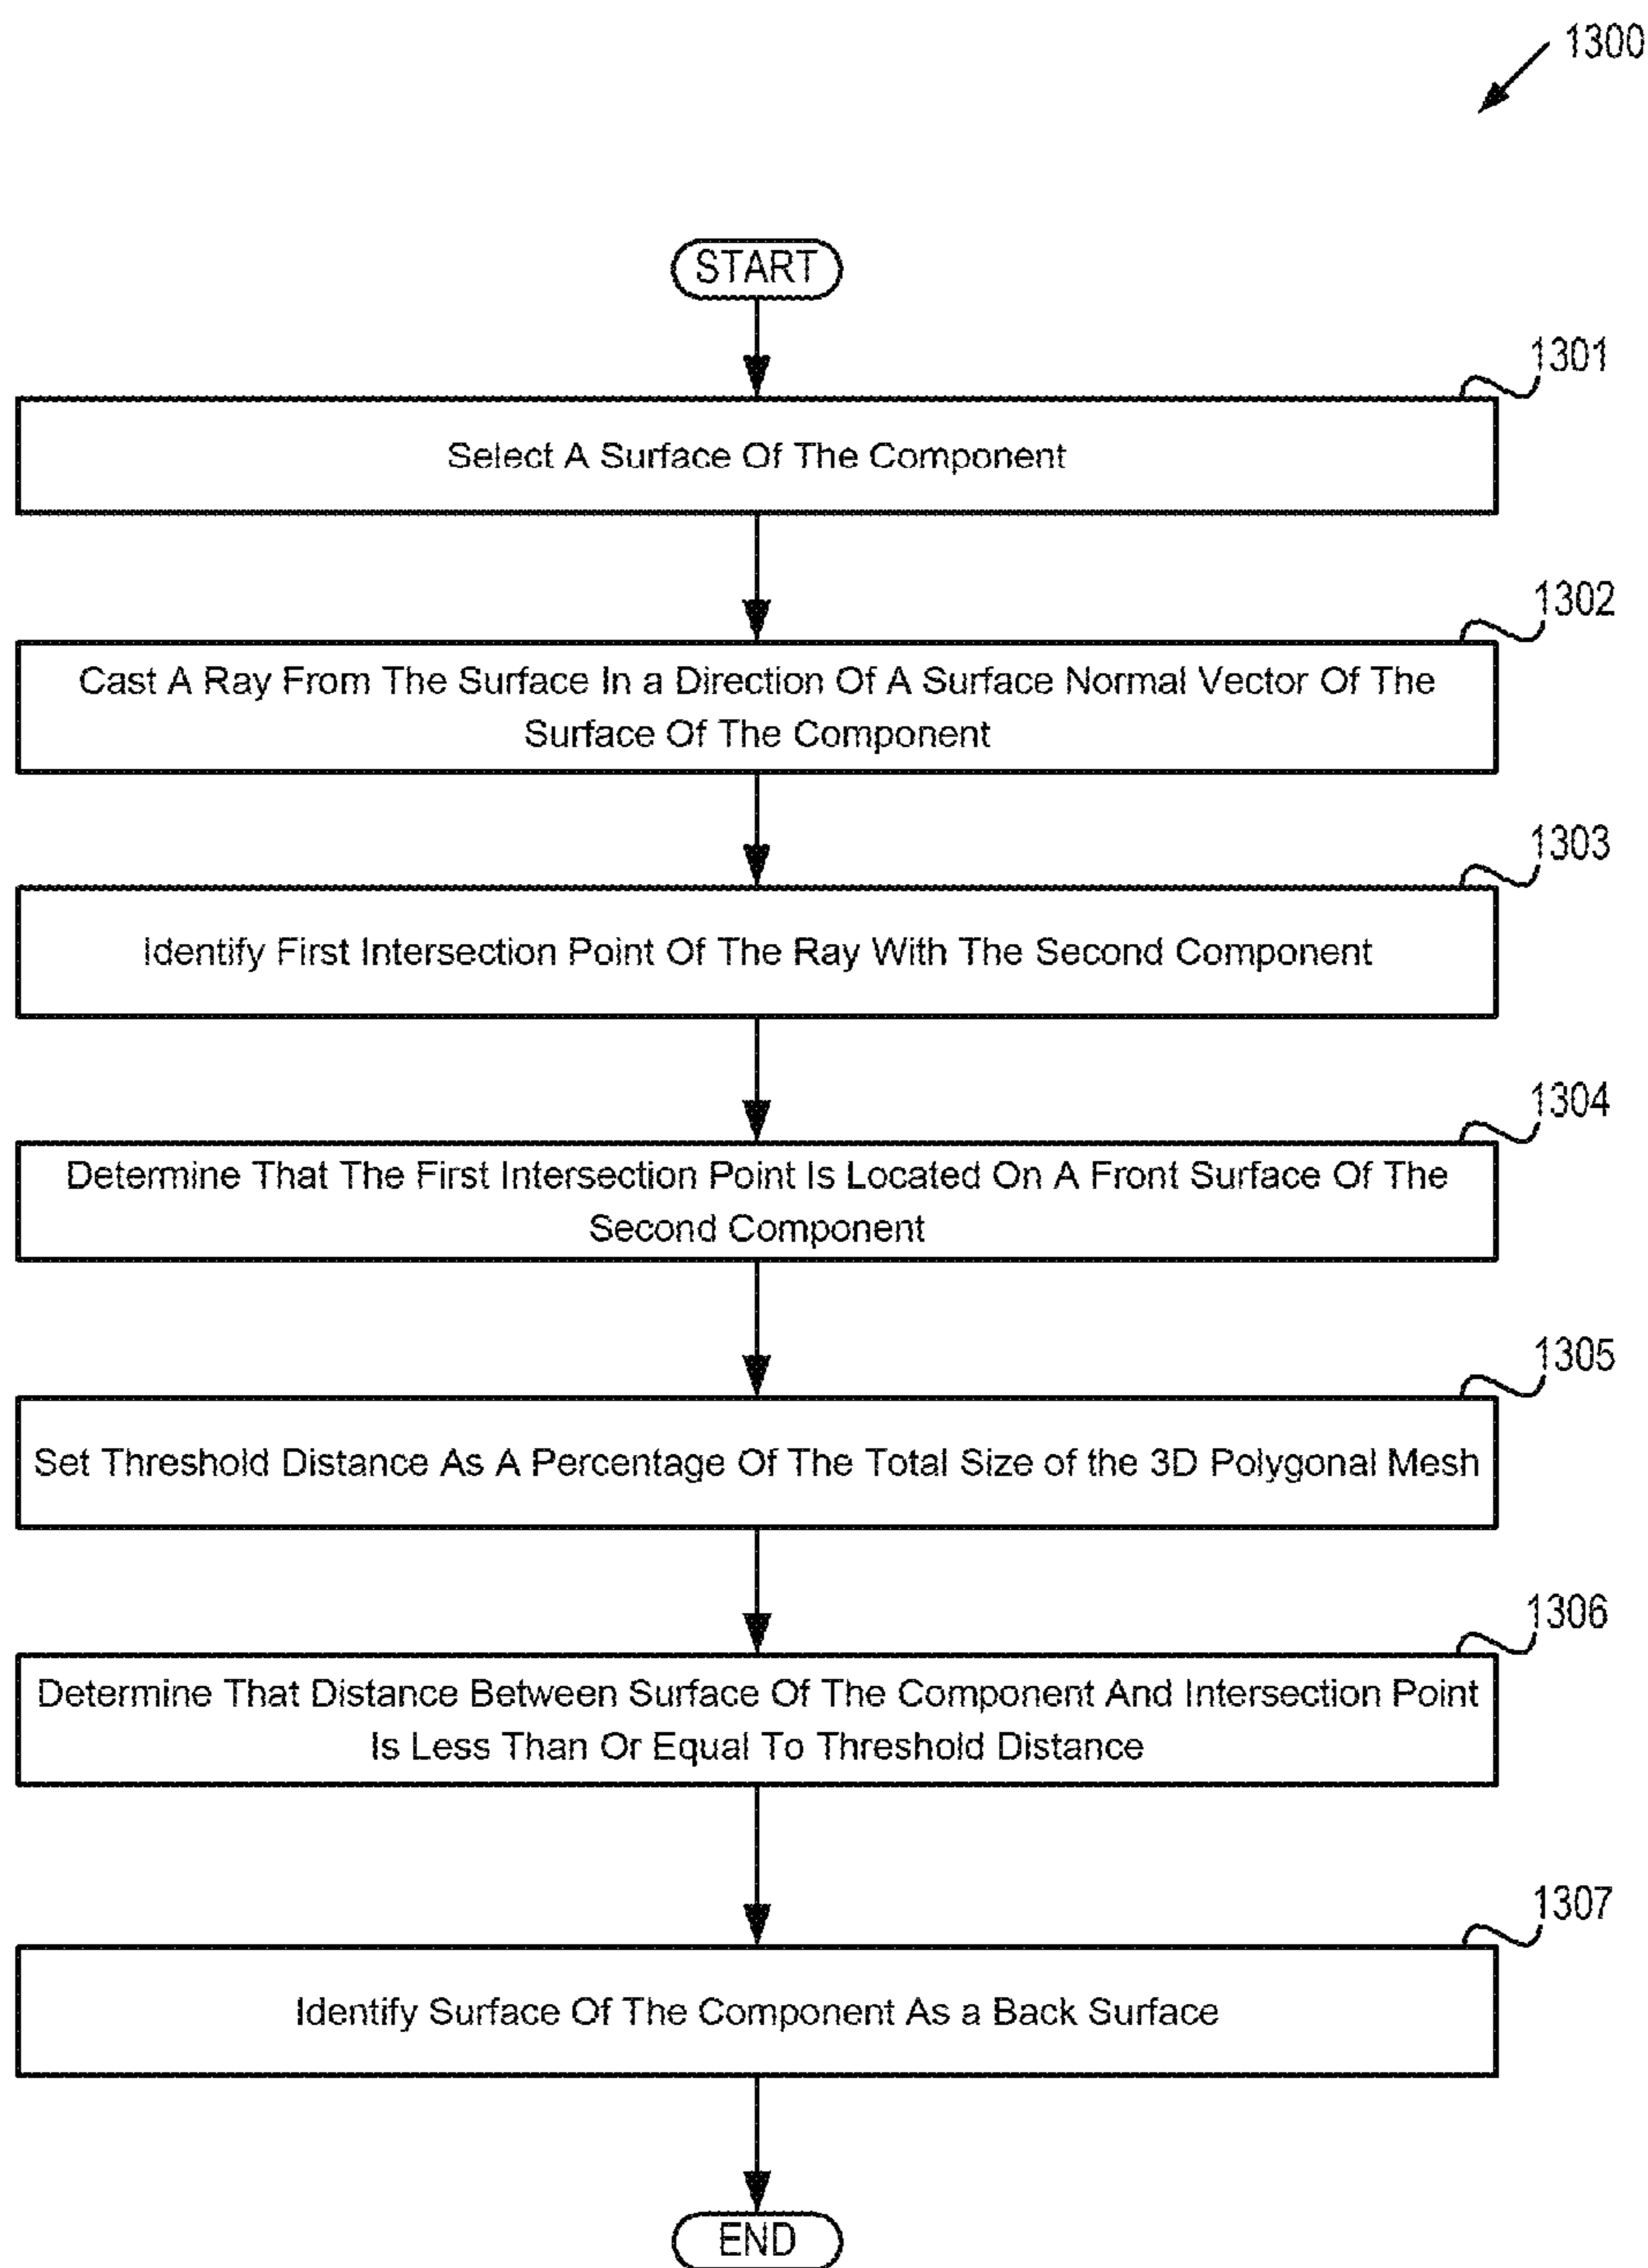 1300
START
1301
Select A Surface Of The Component
1302
Cast A Ray From The Surface In a Direction Of A Surface Normal Vector Of The
Surface Of The Component
1303
Identify First Intersection Point Of The Ray With The Second Component
1304
Determine That The First Intersection Point Is Located On A Front Surface Of The
Second Component
1305
Set Threshold Distance As A Percentage Of The Total Size of the 3D Polygonal Mesh
1306
Determine That Distance Between Surface Of The Component And Intersection Point
Is Less Than Or Equal To Threshold Distance
1307
Identify Surface Of The Component As a Back Surface
END